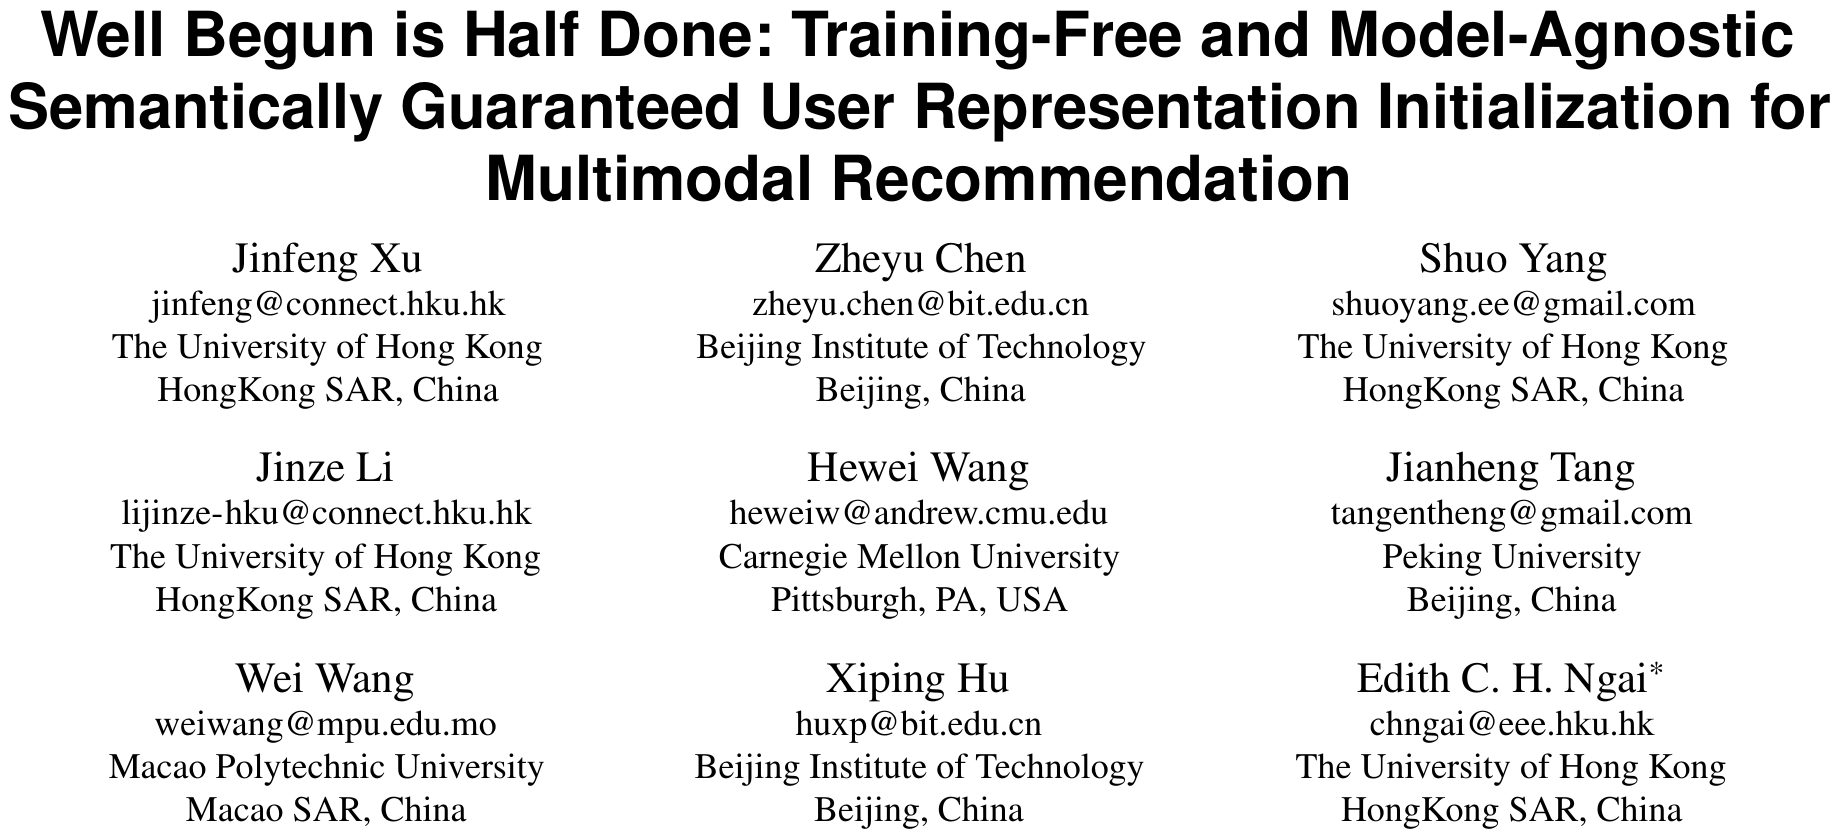 Well Begun is Half Done: Training-Free and Model-Agnostic
Semantically Guaranteed User Representation Initialization for
Multimodal Recommendation
Jinfeng Xu
jinfeng@connect.hku.hk
The University of Hong Kong
HongKong SAR, China
Zheyu Chen
zheyu.chen@bit.edu.cn
Beijing Institute of Technology
Beijing, China
Shuo Yang
shuoyang.ee@gmail.com
The University of Hong Kong
HongKong SAR, China
Jinze Li
lijinze-hku@connect.hku.hk
The University of Hong Kong
HongKong SAR, China
Hewei Wang
heweiw@andrew.cmu.edu
Carnegie Mellon University
Pittsburgh, PA, USA
Jianheng Tang
tangentheng@gmail.com
Peking University
Beijing, China
Wei Wang
weiwang@mpu.edu.mo
Macao Polytechnic University
Macao SAR, China
Xiping Hu
huxp@bit.edu.cn
Beijing Institute of Technology
Beijing, China
Edith C. H. Ngai*
chngai@eee.hku.hk
The University of Hong Kong
HongKong SAR, China